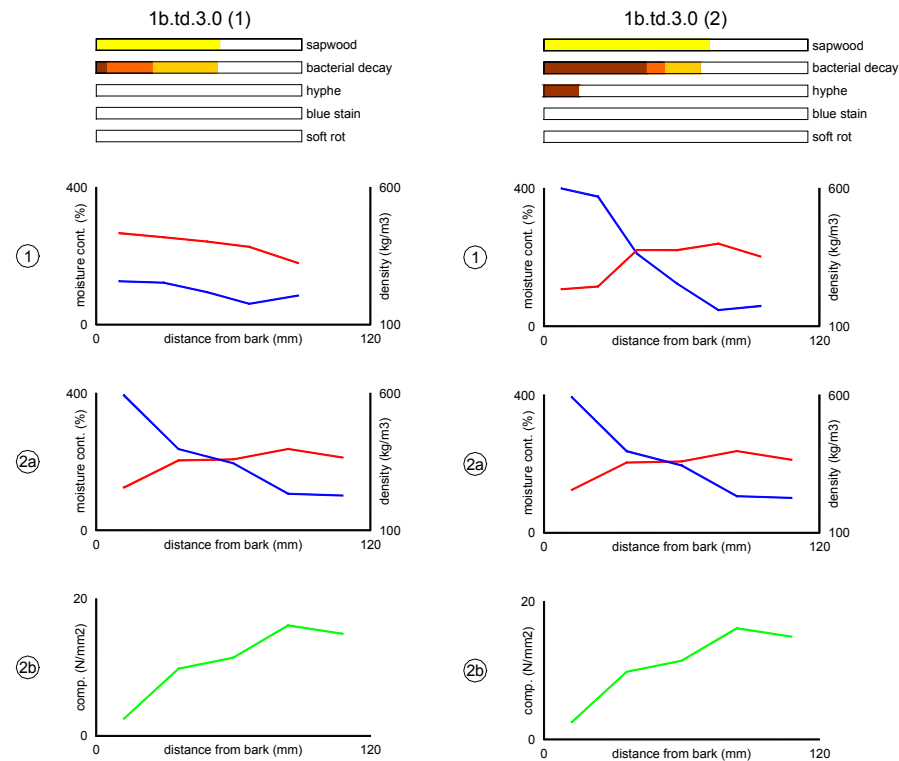 1b.td.3.0 (1)
sapwood
bacterial decay
hyphe
blue stain
soft rot
1
400
600
moisture cont. (%)
density (kg/m3)
0
100
0
distance from bark (mm)
120
2a
400
600
moisture cont. (%)
density (kg/m3)
0
100
0
distance from bark (mm)
120
2b
20
comp. (N/mm2)
0
0
distance from bark (mm)
120
1b.td.3.0 (2)
sapwood
bacterial decay
hyphe
blue stain
soft rot
1
400
600
moisture cont. (%)
density (kg/m3)
0
100
0
distance from bark (mm)
120
2a
400
600
moisture cont. (%)
density (kg/m3)
0
100
0
distance from bark (mm)
120
2b
20
comp. (N/mm2)
0
0
distance from bark (mm)
120